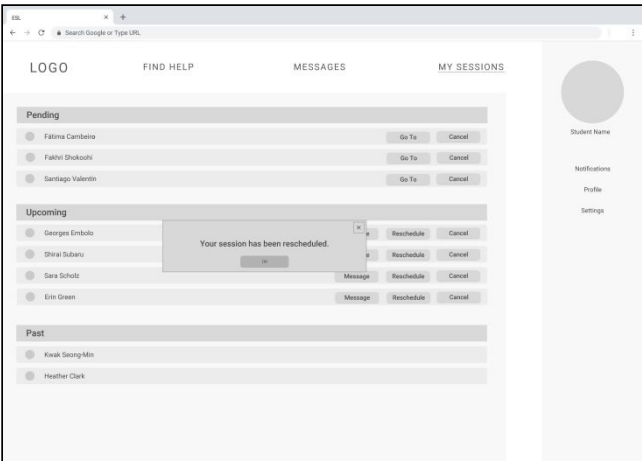 ESL
Search Google or Type URL
LOGO FIND HELP MESSAGES MY SESSIONS
Student Name
Notifications
Profile
Settings
Pending
Fátima Cambeiro Go To Cancel
Fakhri Shokoohi Go To Cancel
Santiago Valentín Go To Cancel
Upcoming
Georges Embolo Reschedule Cancel
Your session has been rescheduled.
Shirai Subaru Reschedule Cancel
Sara Scholz Message Reschedule Cancel
Erin Green Message Reschedule Cancel
Past
Kwak Seong-Min
Heather Clark